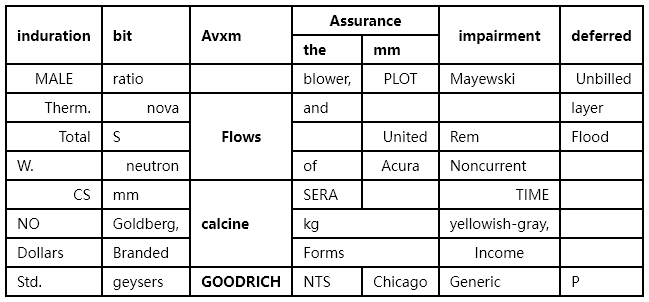 induration bit Avxm Assurance impairment deferred
the mm
MALE ratio blower, PLOT Mayewski Unbilled
Therm. nova Flows and layer
Total S United Rem Flood
W. neutron of Acura Noncurrent
CS mm calcine SERA TIME
NO Goldberg, kg yellowish-gray,
Dollars Branded Forms Income
Std. geysers GOODRICH NTS Chicago Generic P